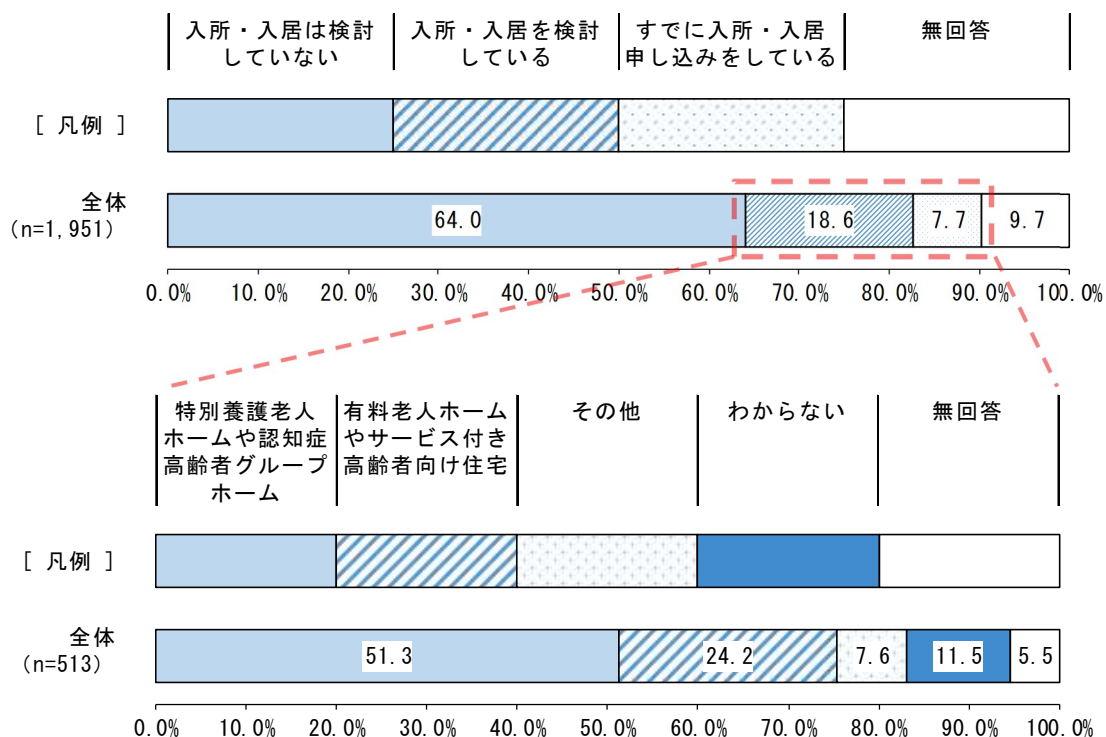 入所・入居は検討
していない
入所・入居を検討
している
すでに入所・入居
申し込みをしている
無回答
[ 凡例 ]
全体
(n=1,951)
64.0
18.6
7.7
9.7
0.0%
10.0%
20.0%
30.0%
40.0%
50.0%
60.0%
70.0%
80.0%
90.0%
100.0%
特別養護老人
ホームや認知症
高齢者グループ
ホーム
有料老人ホーム
やサービス付き
高齢者向け住宅
その他
わからない
無回答
[ 凡例 ]
全体
(n=513)
51.3
24.2
7.6
11.5
5.5
0.0%
10.0%
20.0%
30.0%
40.0%
50.0%
60.0%
70.0%
80.0%
90.0%
100.0%